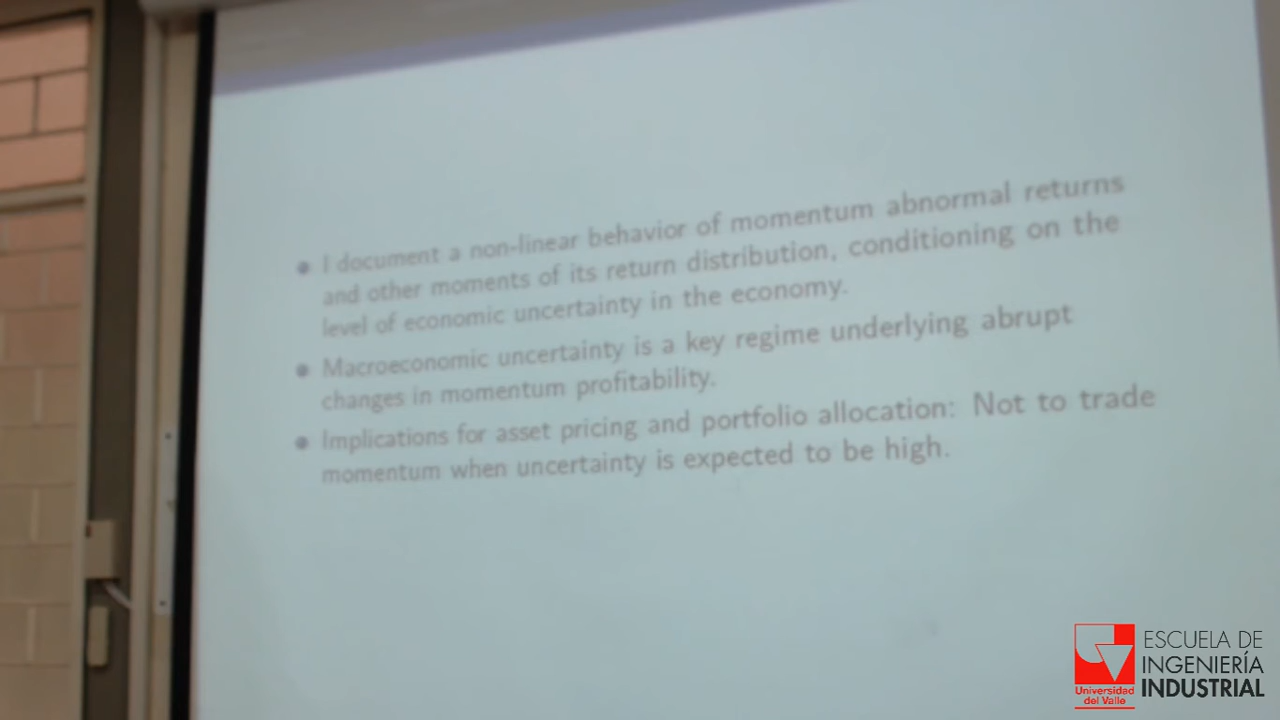 • I document a non-linear behavior of momentum abnormal returns
and other moments of its return distribution, conditioning on the
level of economic uncertainty in the economy.
• Macroeconomic uncertainty is a key regime underlying abrupt
changes in momentum profitability.
• Implications for asset pricing and portfolio allocation: Not to trade
momentum when uncertainty is expected to be high.
Universidad
del Valle
ESCUELA DE
INGENIERÍA
INDUSTRIAL